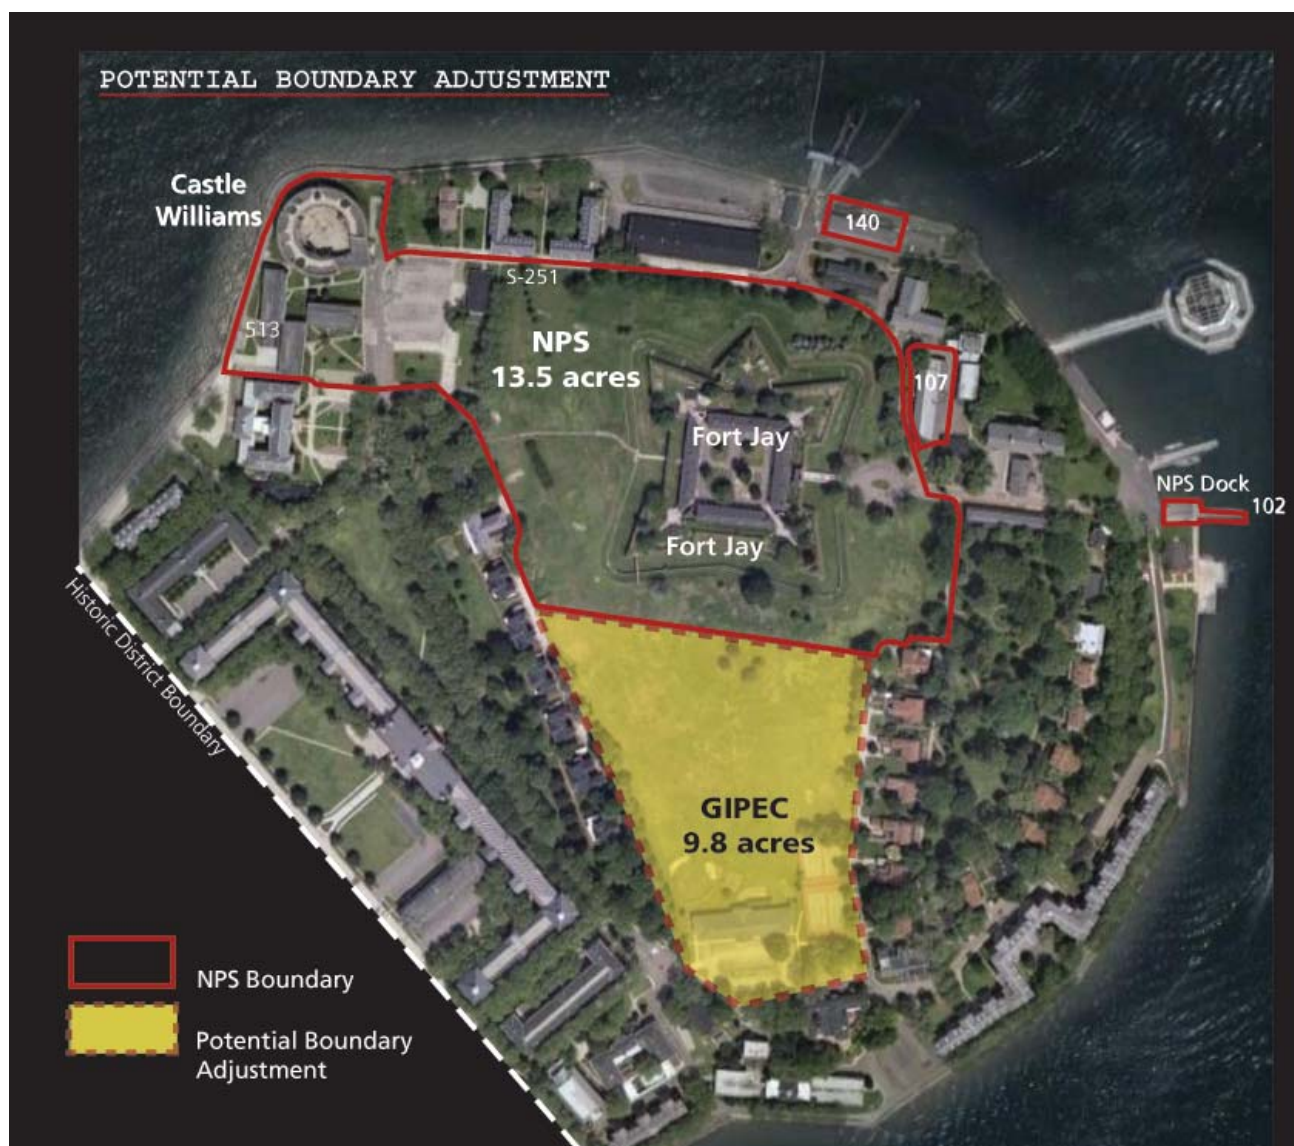 POTENTIAL BOUNDARY ADJUSTMENT
Castle
Williams
140
S-251
513
NPS
13.5 acres
107
Fort Jay
NPS Dock
102
Fort Jay
Historic District Boundary
GIPEC
9.8 acres
NPS Boundary
Potential Boundary
Adjustment